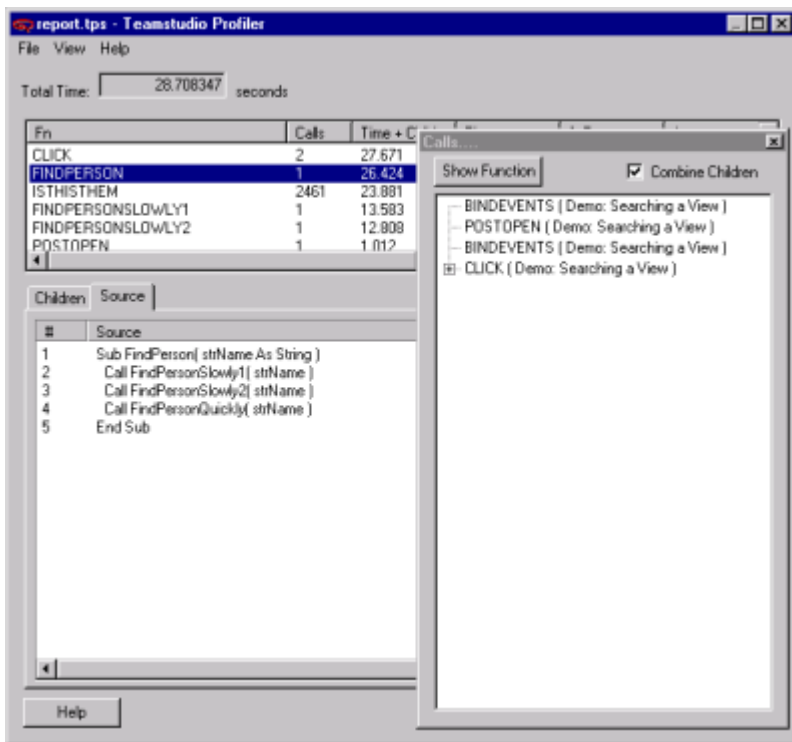 report.tps - Teamstudio Profiler
File View Help
Total Time: 28.708347 seconds
Fn Calls Time +
CLICK 2 27.671
FINDPERSON 1 26.424
ISTHISTHEM 2461 23.881
FINDPERSONSLOWLY1 1 13.583
FINDPERSONSLOWLY2 1 12.808
POSTOPEN 1 1.012
Children Source
# Source
1 Sub FindPerson( strName As String )
2 Call FindPersonSlowly1( strName )
3 Call FindPersonSlowly2( strName )
4 Call FindPersonQuickly( strName )
5 End Sub
Help
Calls....
Show Function Combine Children
BINDEVENTS ( Demo: Searching a View )
POSTOPEN ( Demo: Searching a View )
BINDEVENTS ( Demo: Searching a View )
CLICK ( Demo: Searching a View )